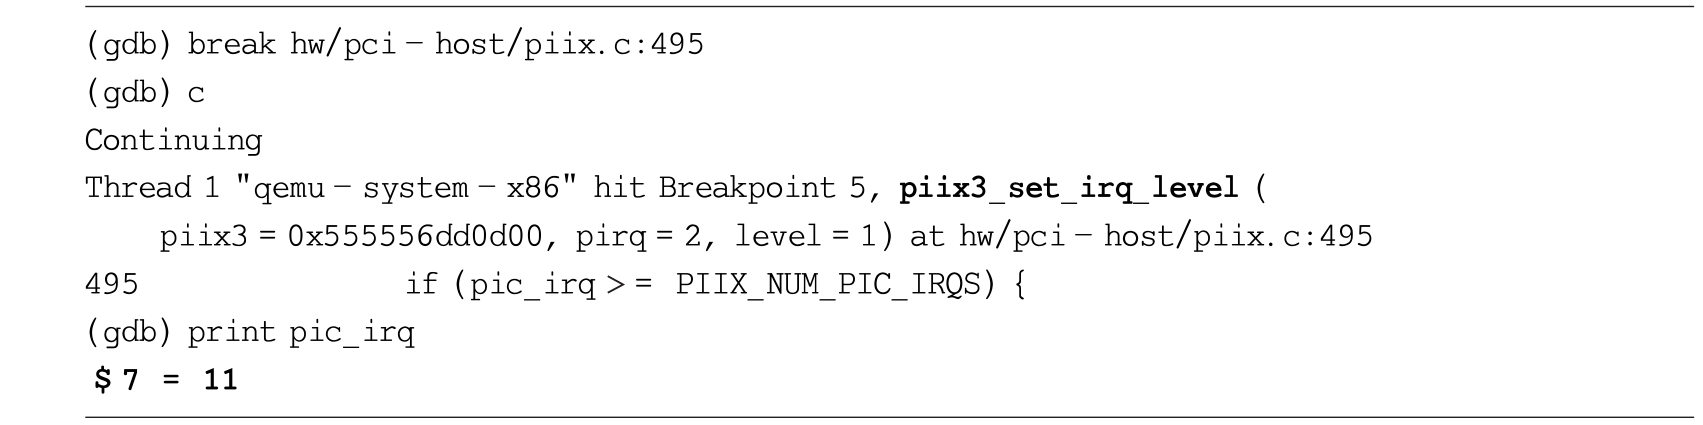 (gdb) break hw/pci-host/piix.c:495
(gdb) c
Continuing
Thread 1 "qemu-system-x86" hit Breakpoint 5, piix3_set_irq_level (
piix3 = 0x555556dd0d00, pirq = 2, level = 1) at hw/pci-host/piix.c:495
495 if (pic_irq >= PIIX_NUM_PIC_IRQS) {
(gdb) print pic_irq
$7 = 11